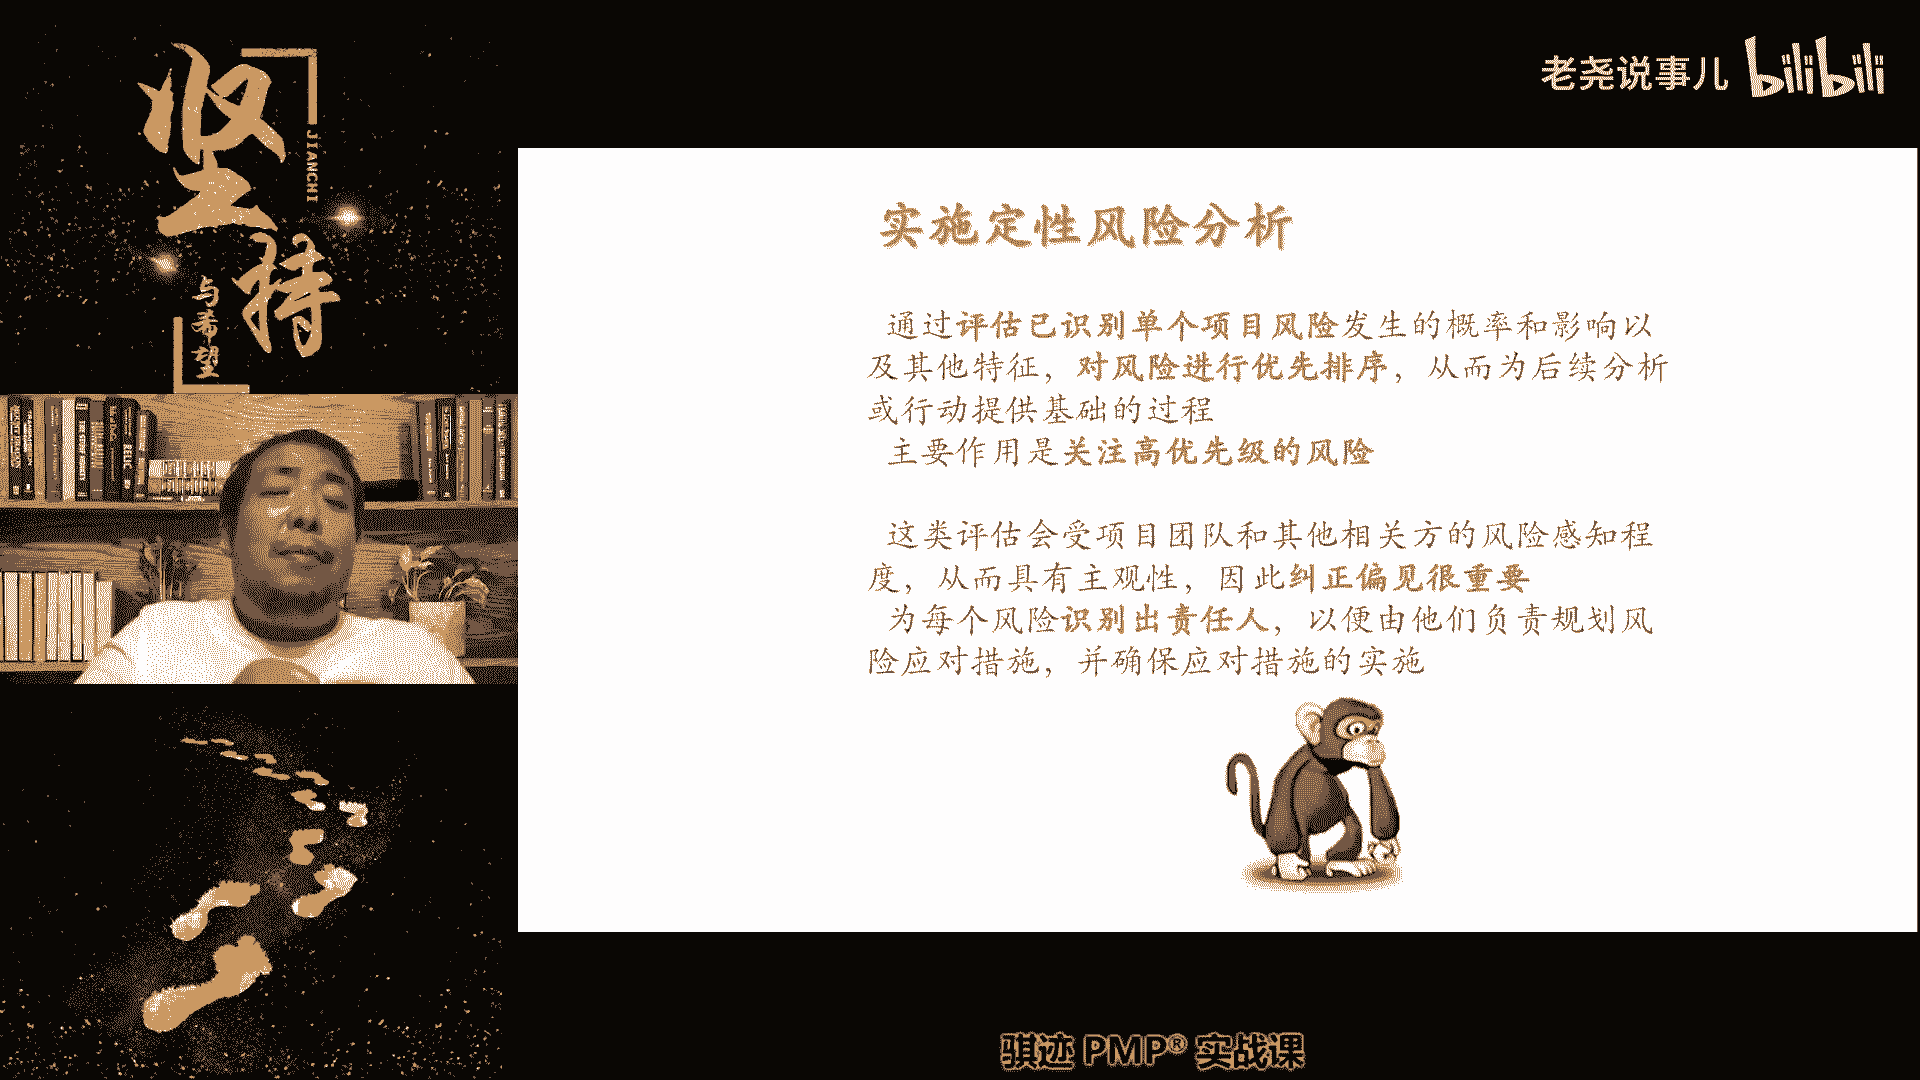 坚持
JIANCHI
与希望
老尧说事儿 bilibili
实施定性风险分析
通过评估已识别单个项目风险发生的概率和影响以
及其他特征，对风险进行优先排序，从而为后续分析
或行动提供基础的过程
主要作用是关注高优先级的风险
这类评估会受项目团队和其他相关方的风险感知程
度，从而具有主观性，因此纠正偏见很重要
为每个风险识别出责任人，以便由他们负责规划风
险应对措施，并确保应对措施的实施
骐迹 PMP® 实战课